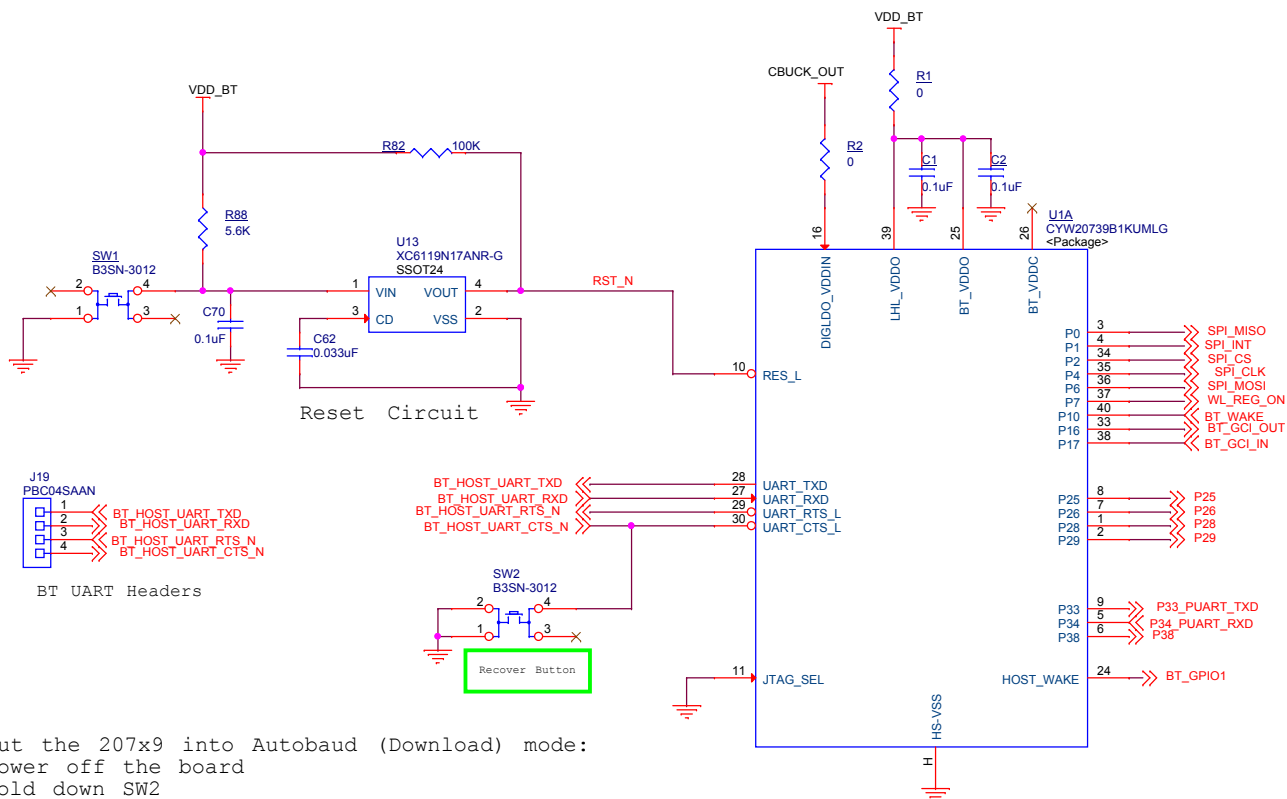 VDD_BT
CBUCK_OUT
VDD_BT
R1
0
R2
0
R82 100K
C1
0.1uF
C2
0.1uF
R88
5.6K
U1A
CYW20739B1KUMLG
<Package>
U13
XC6119N17ANR-G
SSOT24
SW1
B3SN-3012
2 4
1 3
1 VIN VOUT 4
3 CD VSS 2
RST_N
C70
0.1uF
C62
0.033uF
Reset Circuit
16 39 25 26
DIGLDO_VDDIN
LHL_VDDO
BT_VDDO
BT_VDDC
10 RES_L
P0 3 SPI_MISO
P1 4 SPI_INT
P2 34 SPI_CS
P4 35 SPI_CLK
P6 36 SPI_MOSI
P7 37 WL_REG_ON
P10 40 BT_WAKE
P16 33 BT_GCI_OUT
P17 38 BT_GCI_IN
J19
PBC04SAAN
1 BT_HOST_UART_TXD
2 BT_HOST_UART_RXD
3 BT_HOST_UART_RTS_N
4 BT_HOST_UART_CTS_N
BT UART Headers
BT_HOST_UART_TXD 28 UART_TXD
BT_HOST_UART_RXD 27 UART_RXD
BT_HOST_UART_RTS_N 29 UART_RTS_L
BT_HOST_UART_CTS_N 30 UART_CTS_L
P25 8 P25
P26 7 P26
P28 1 P28
P29 2 P29
SW2
B3SN-3012
2 4
1 3
Recover Button
P33 9 P33_PUART_TXD
P34 5 P34_PUART_RXD
P38 6 P38
11 JTAG_SEL
HOST_WAKE 24 BT_GPIO1
HS-VSS
H
ut the 207x9 into Autobaud (Download) mode:
ower off the board
old down SW2